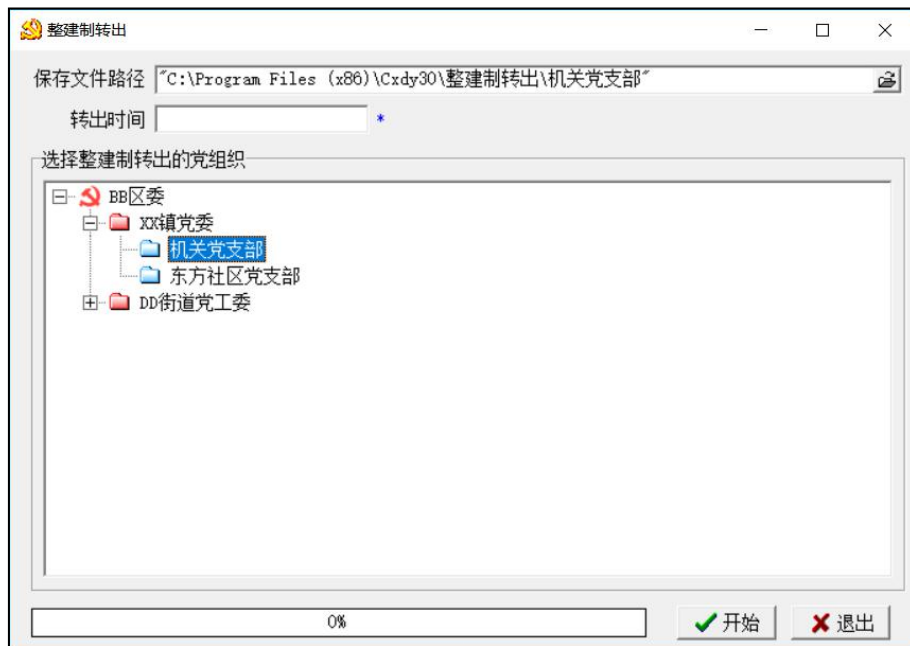 整建制转出
保存文件路径 "C:\Program Files (x86)\Cxdy30\整建制转出\机关党支部"
转出时间 *
选择整建制转出的党组织
BB区委
XX镇党委
机关党支部
东方社区党支部
DD街道党工委
0% 开始 退出